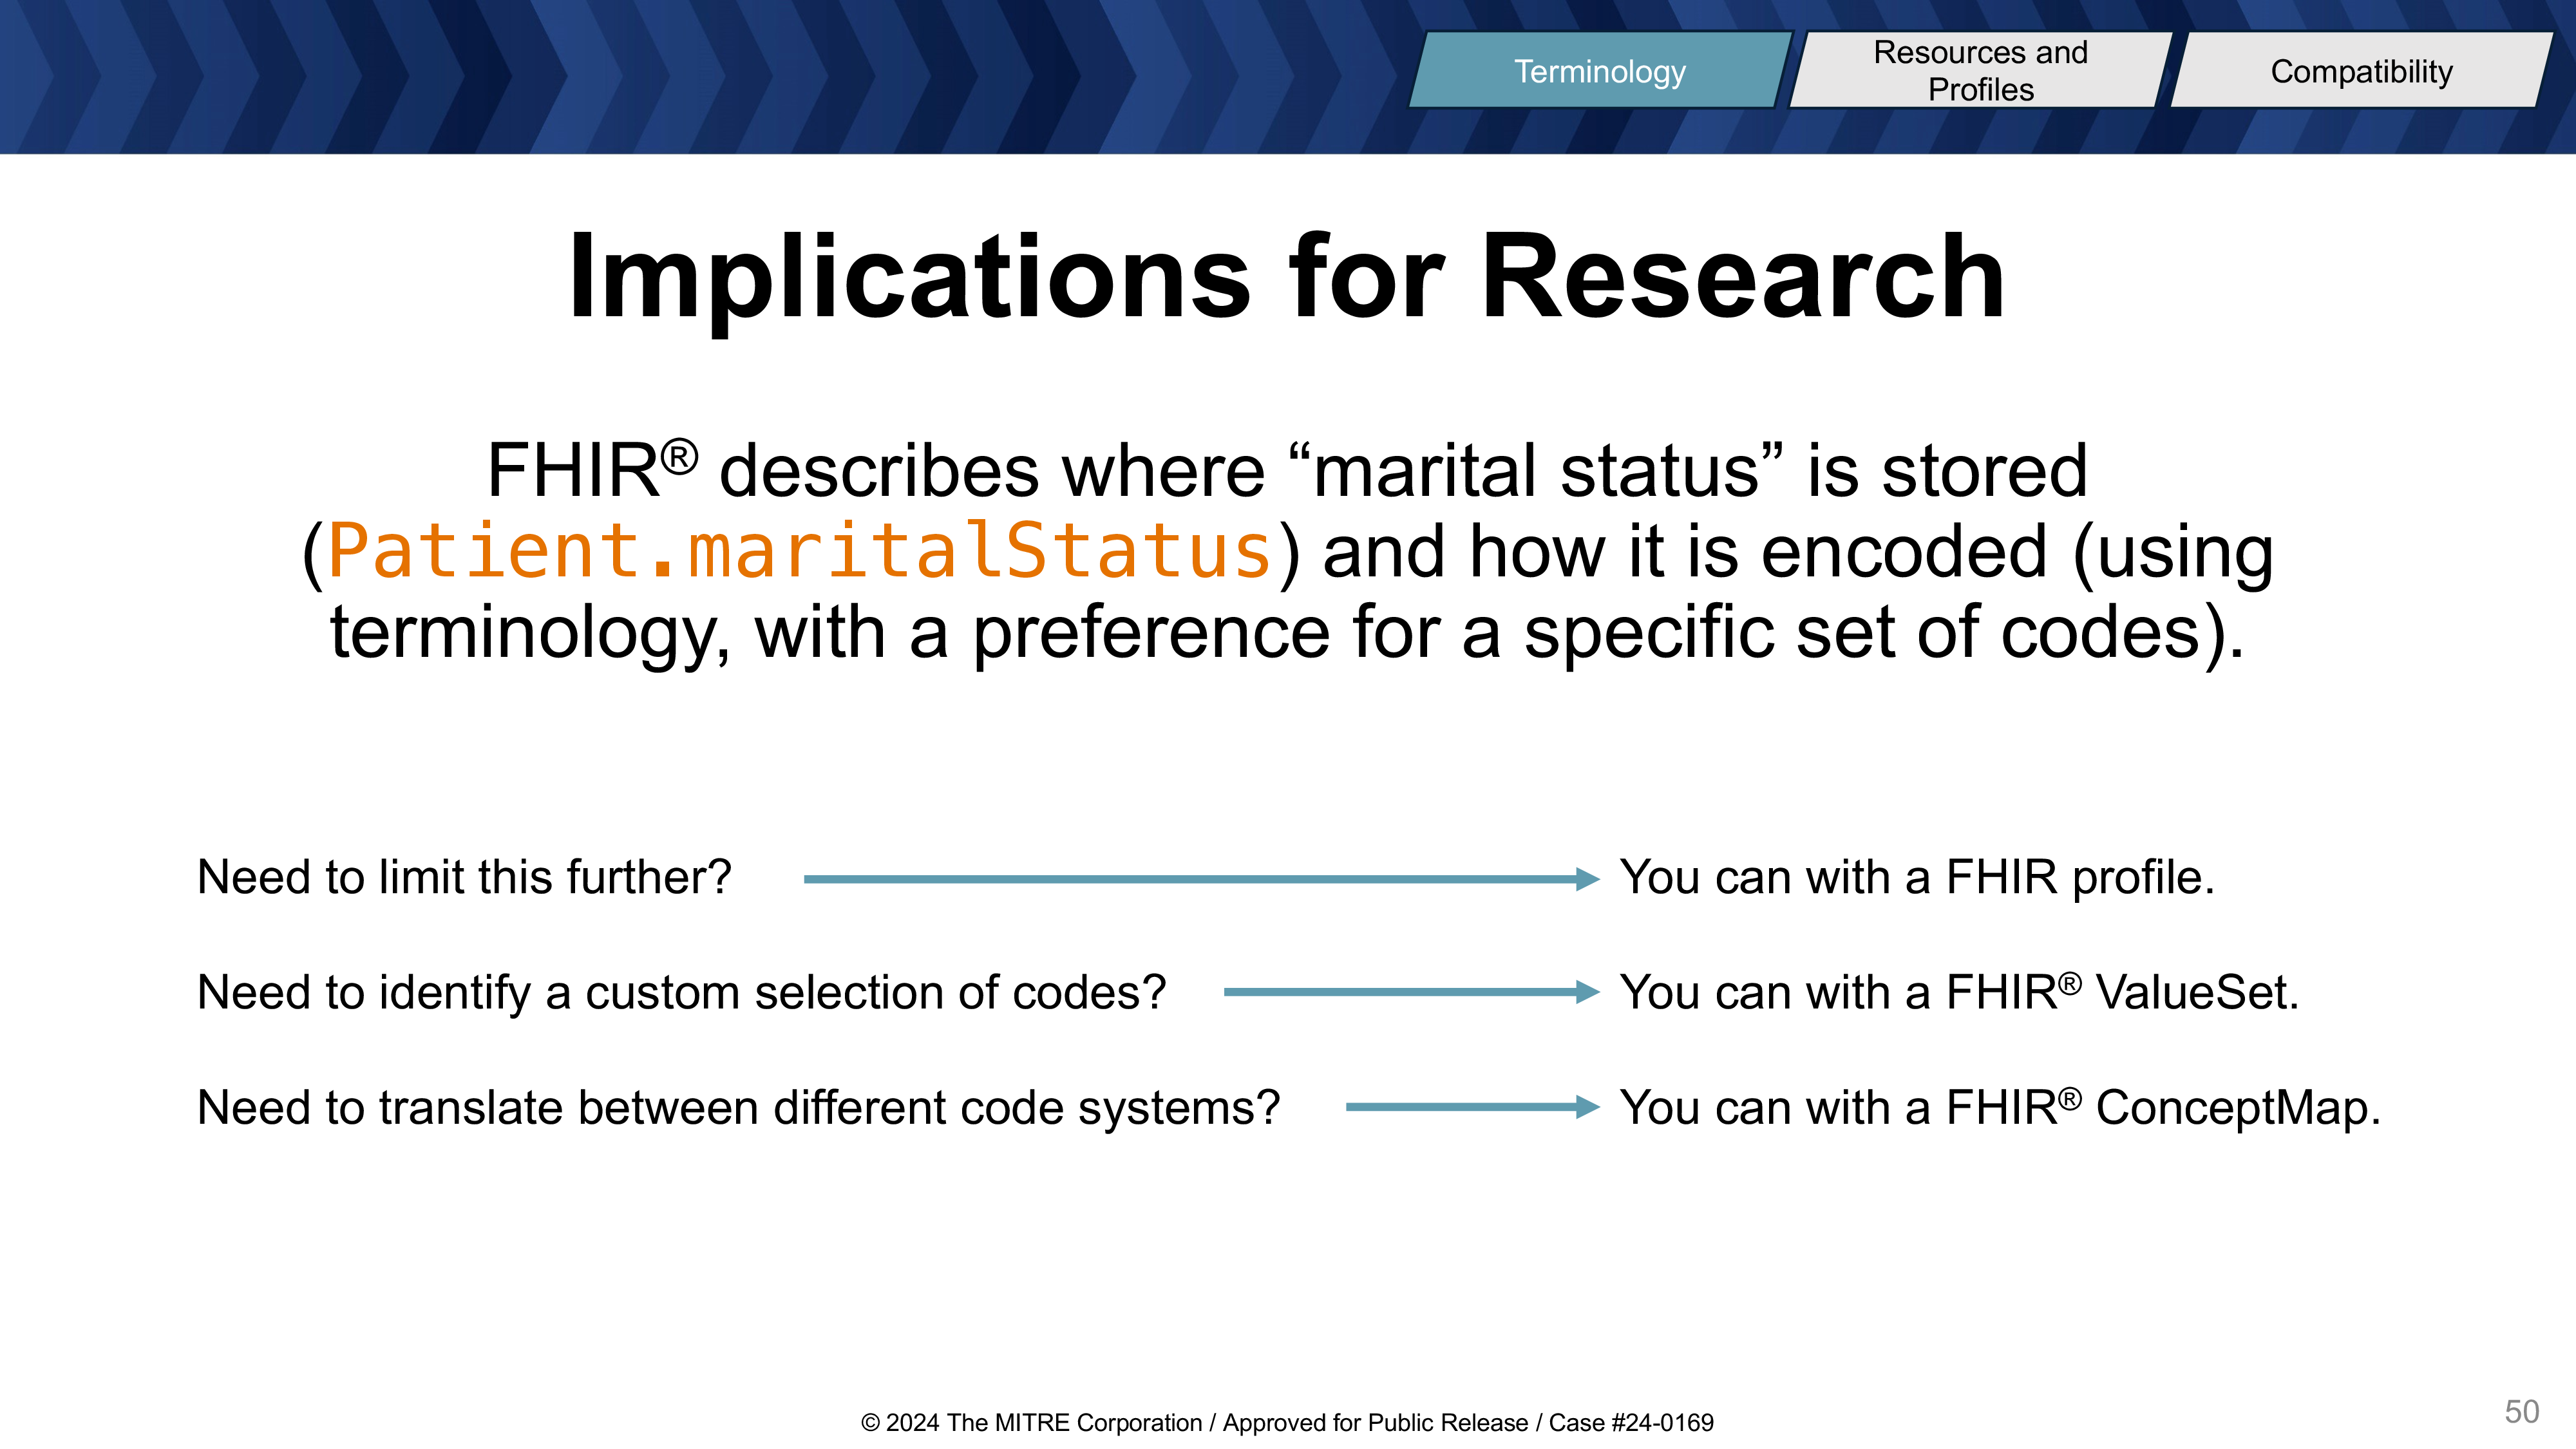 Terminology
Resources and
Profiles
Compatibility
Implications for Research
FHIR® describes where “marital status” is stored
(Patient.maritalStatus) and how it is encoded (using
terminology, with a preference for a specific set of codes).
Need to limit this further?
You can with a FHIR profile.
Need to identify a custom selection of codes?
You can with a FHIR® ValueSet.
Need to translate between different code systems?
You can with a FHIR® ConceptMap.
© 2024 The MITRE Corporation / Approved for Public Release / Case #24-0169
50